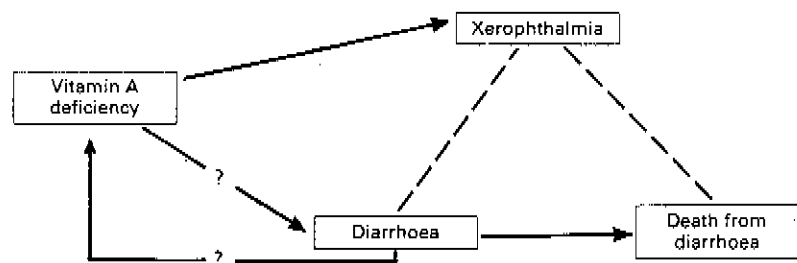 Xerophthalmia
Vitamin A
deficiency
?
Diarrhoea
Death from
diarrhoea
?